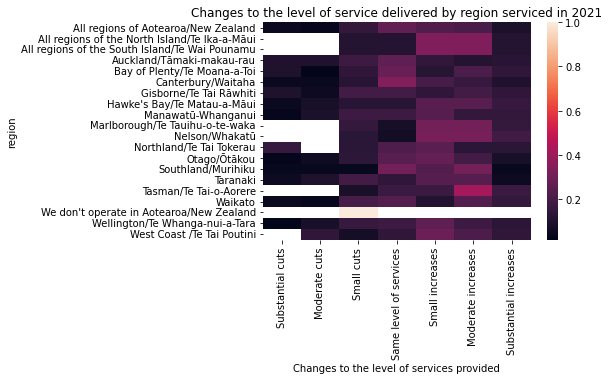 Changes to the level of service delivered by region serviced in 2021
All regions of Aotearoa/New Zealand
All regions of the North Island/Te Ika-a-Māui
All regions of the South Island/Te Wai Pounamu
Auckland/Tāmaki-makau-rau
Bay of Plenty/Te Moana-a-Toi
Canterbury/Waitaha
Gisborne/Te Tai Rāwhiti
Hawke's Bay/Te Matau-a-Māui
Manawatū-Whanganui
Marlborough/Te Tauihu-o-te-waka
Nelson/Whakatū
Northland/Te Tai Tokerau
Otago/Ōtākou
Southland/Murihiku
Taranaki
Tasman/Te Tai-o-Aorere
Waikato
We don't operate in Aotearoa/New Zealand
Wellington/Te Whanga-nui-a-Tara
West Coast /Te Tai Poutini
region
Substantial cuts
Moderate cuts
Small cuts
Same level of services
Small increases
Moderate increases
Substantial increases
Changes to the level of services provided
1.0
0.8
0.6
0.4
0.2